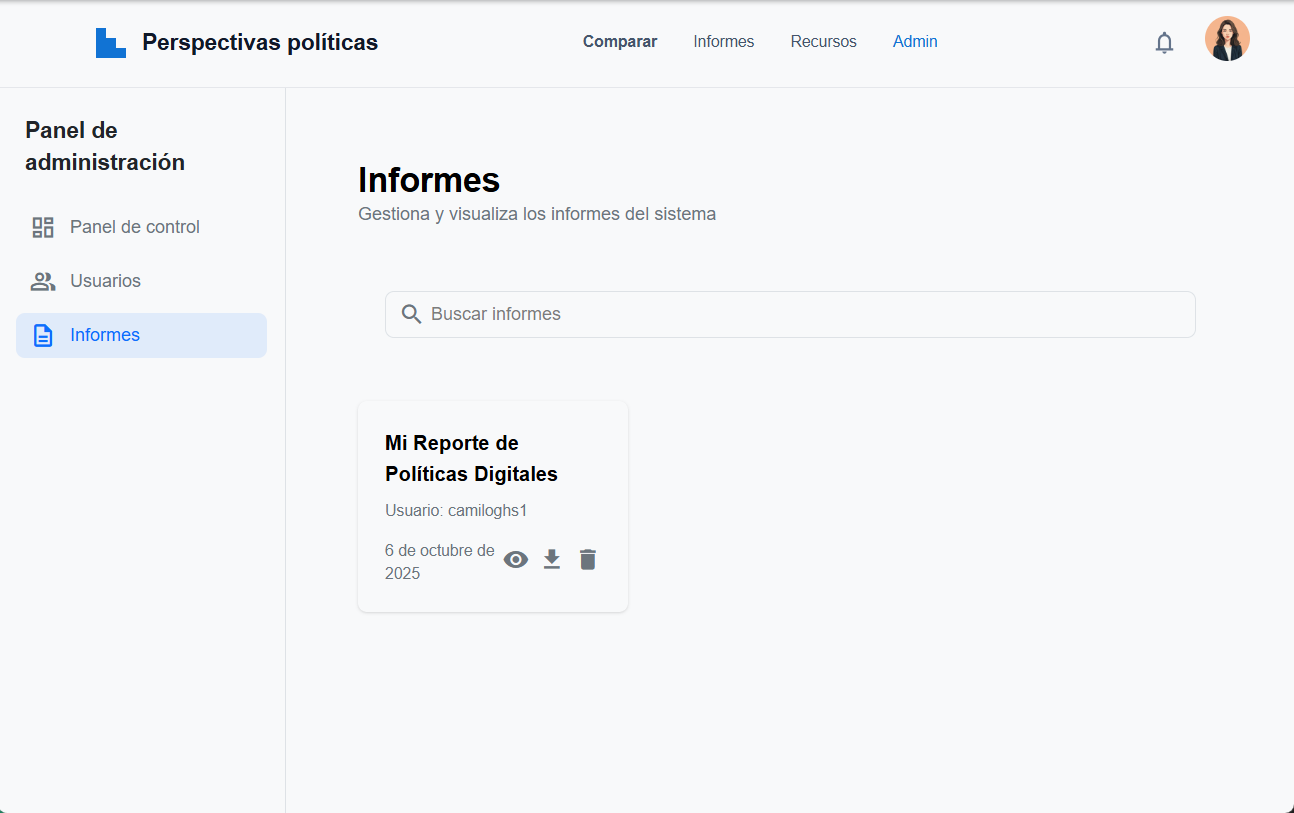 Perspectivas políticas
Comparar
Informes
Recursos
Admin
Panel de
administración
Panel de control
Usuarios
Informes
Informes
Gestiona y visualiza los informes del sistema
Buscar informes
Mi Reporte de
Políticas Digitales
Usuario: camiloghs1
6 de octubre de
2025